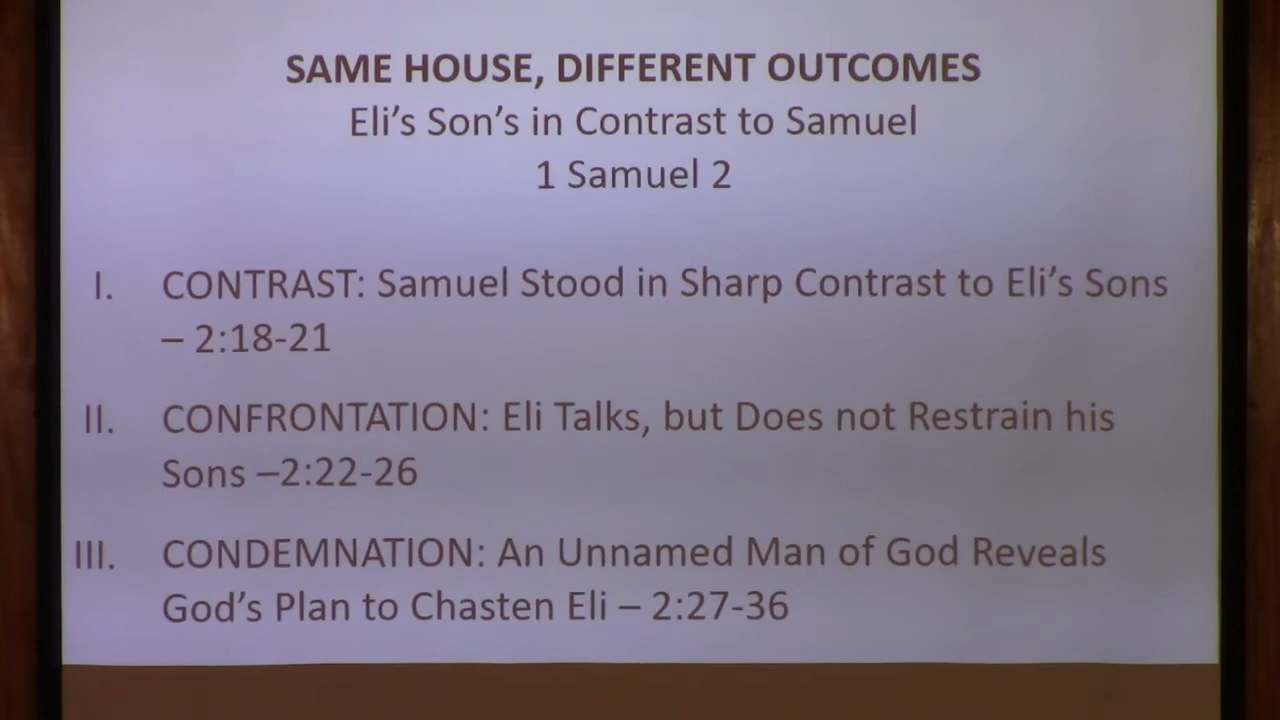 SAME HOUSE, DIFFERENT OUTCOMES
Eli’s Son’s in Contrast to Samuel
1 Samuel 2
I. CONTRAST: Samuel Stood in Sharp Contrast to Eli’s Sons
– 2:18-21
II. CONFRONTATION: Eli Talks, but Does not Restrain his
Sons –2:22-26
III. CONDEMNATION: An Unnamed Man of God Reveals
God’s Plan to Chasten Eli – 2:27-36